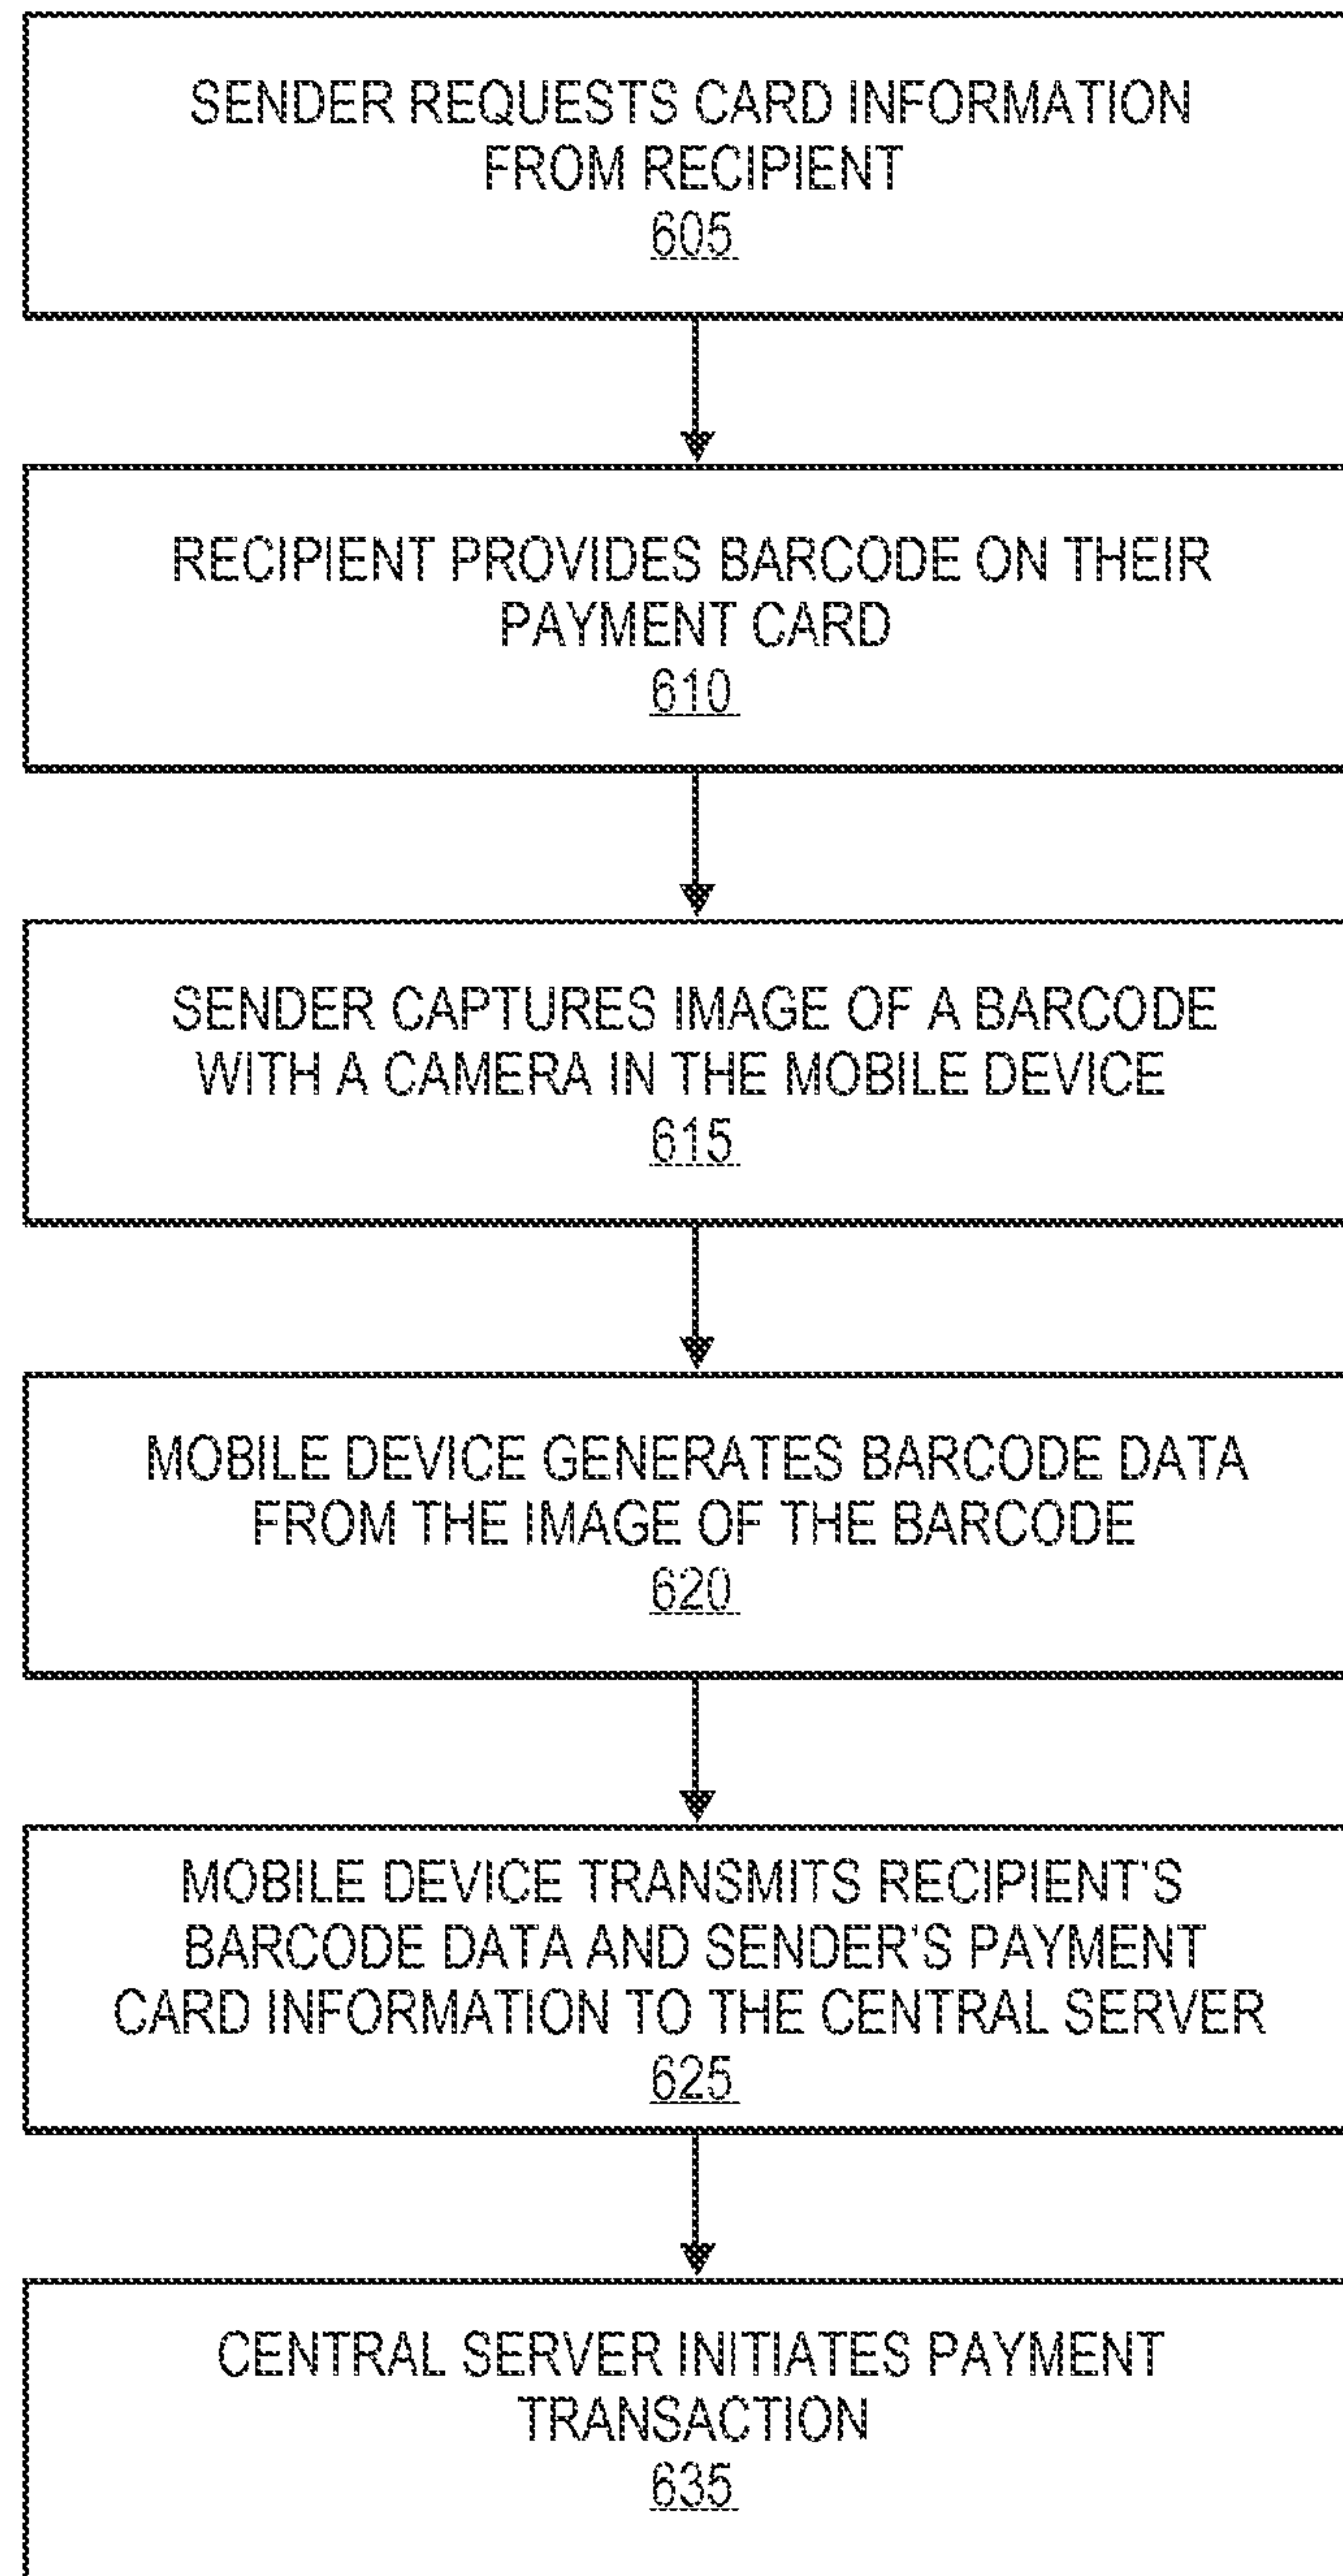 SENDER REQUESTS CARD INFORMATION
FROM RECIPIENT
605
RECIPIENT PROVIDES BARCODE ON THEIR
PAYMENT CARD
610
SENDER CAPTURES IMAGE OF A BARCODE
WITH A CAMERA IN THE MOBILE DEVICE
615
MOBILE DEVICE GENERATES BARCODE DATA
FROM THE IMAGE OF THE BARCODE
620
MOBILE DEVICE TRANSMITS RECIPIENT'S
BARCODE DATA AND SENDER'S PAYMENT
CARD INFORMATION TO THE CENTRAL SERVER
625
CENTRAL SERVER INITIATES PAYMENT
TRANSACTION
635